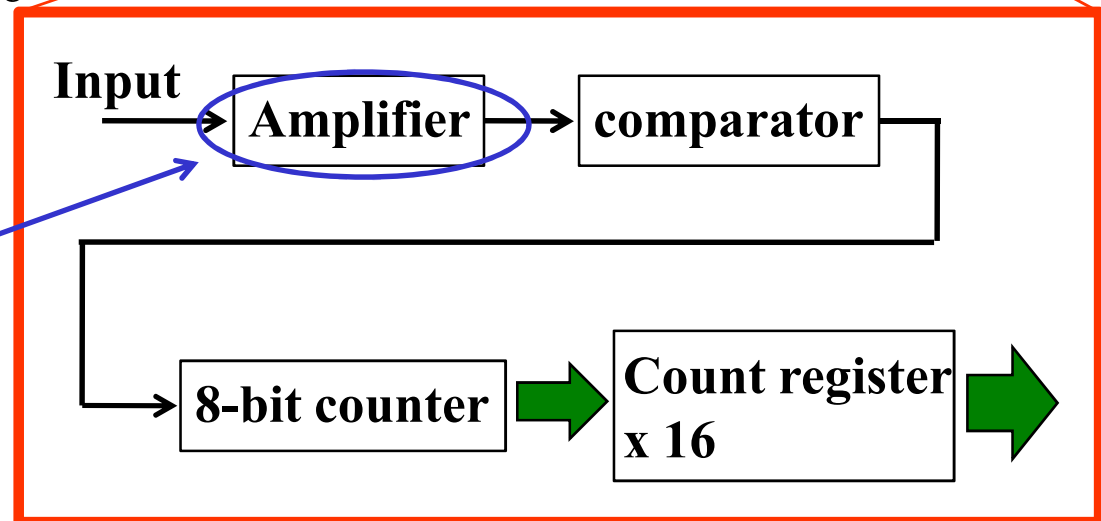 Input
Amplifier
comparator
8-bit counter
Count register
x 16